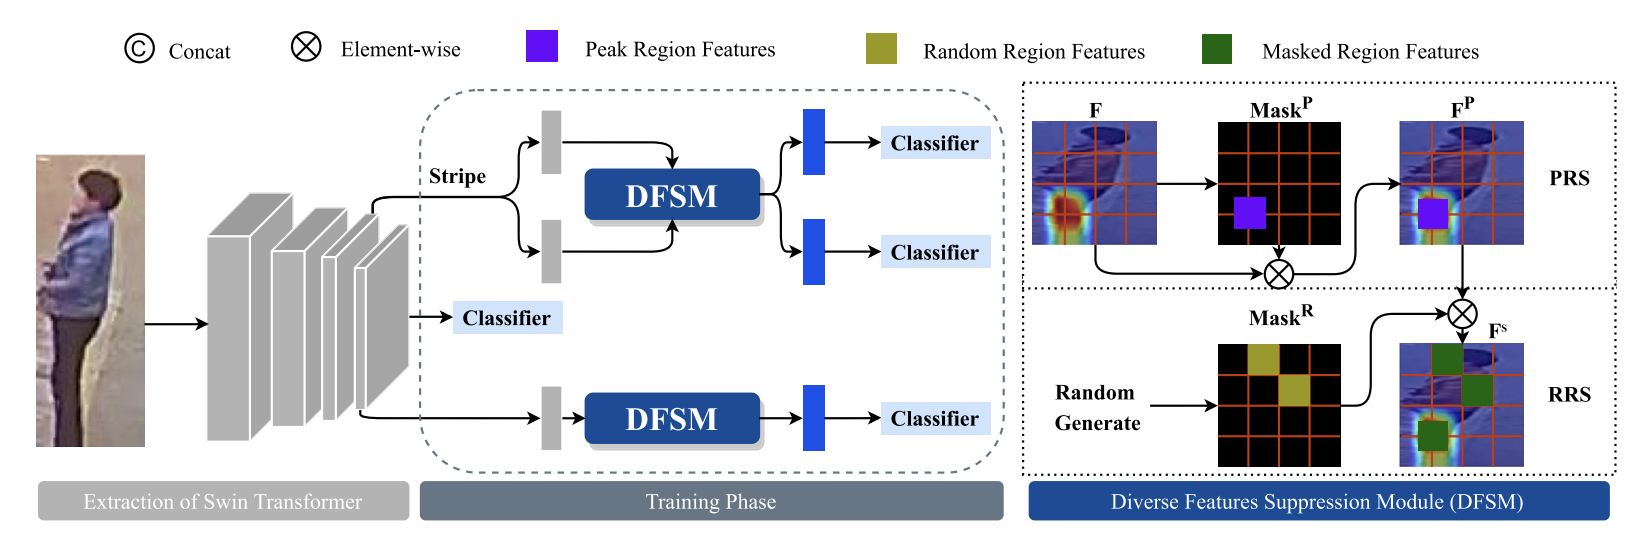 C Concat
Element-wise
Peak Region Features
Random Region Features
Masked Region Features
Stripe
DFSM
Classifier
Classifier
Classifier
DFSM
Classifier
F
Mask^P
F^P
PRS
Mask^R
F^s
Random
Generate
RRS
Extraction of Swin Transformer
Training Phase
Diverse Features Suppression Module (DFSM)